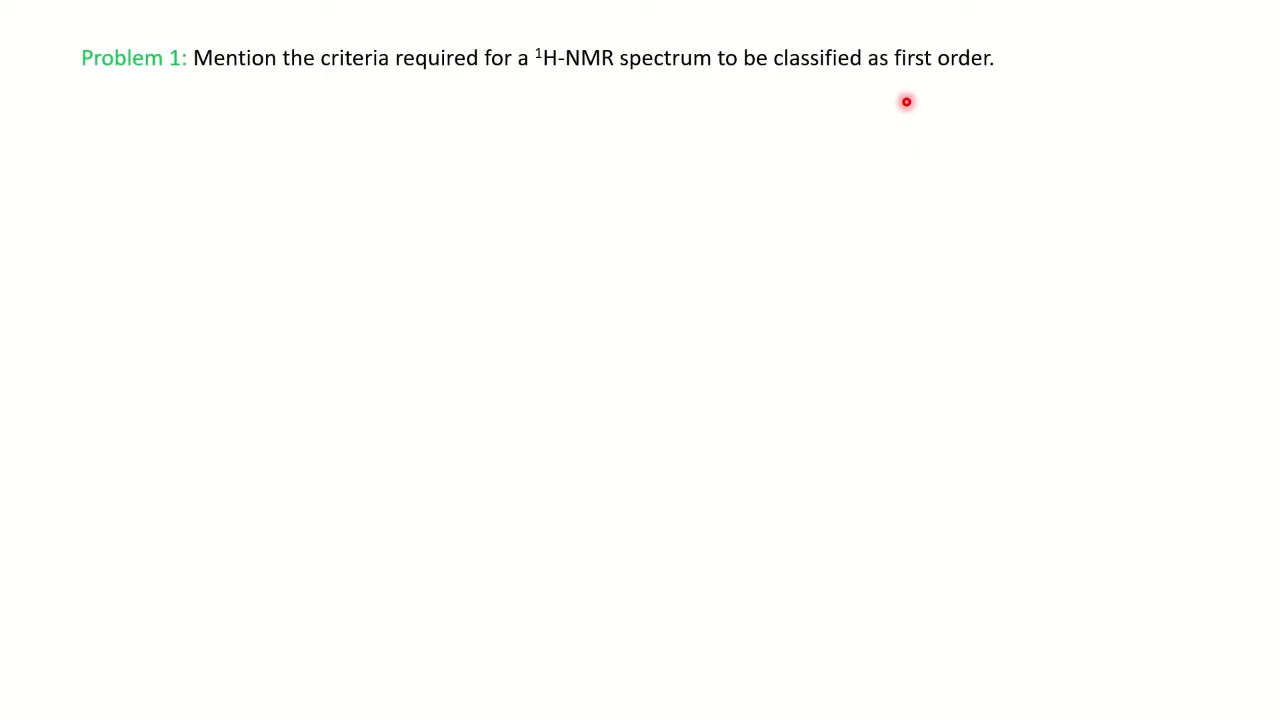 Problem 1: Mention the criteria required for a ¹H-NMR spectrum to be classified as first order.